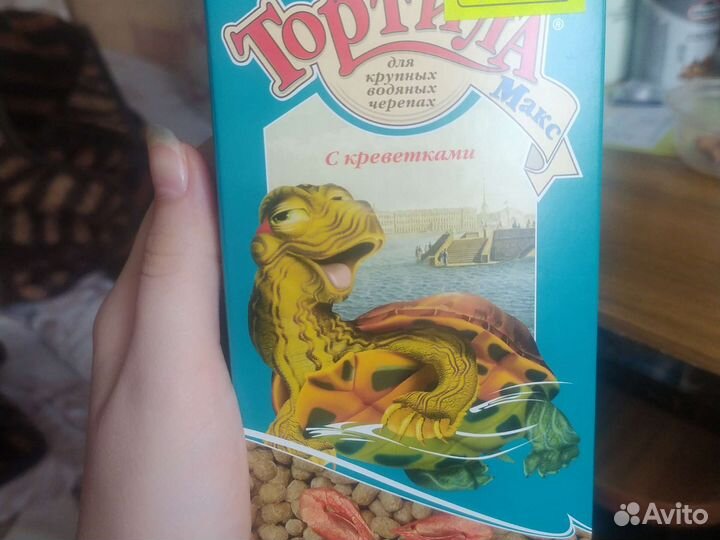 ТОРТИЛА
®
для
крупных
водяных
черепах
Макс
С креветками
Avito